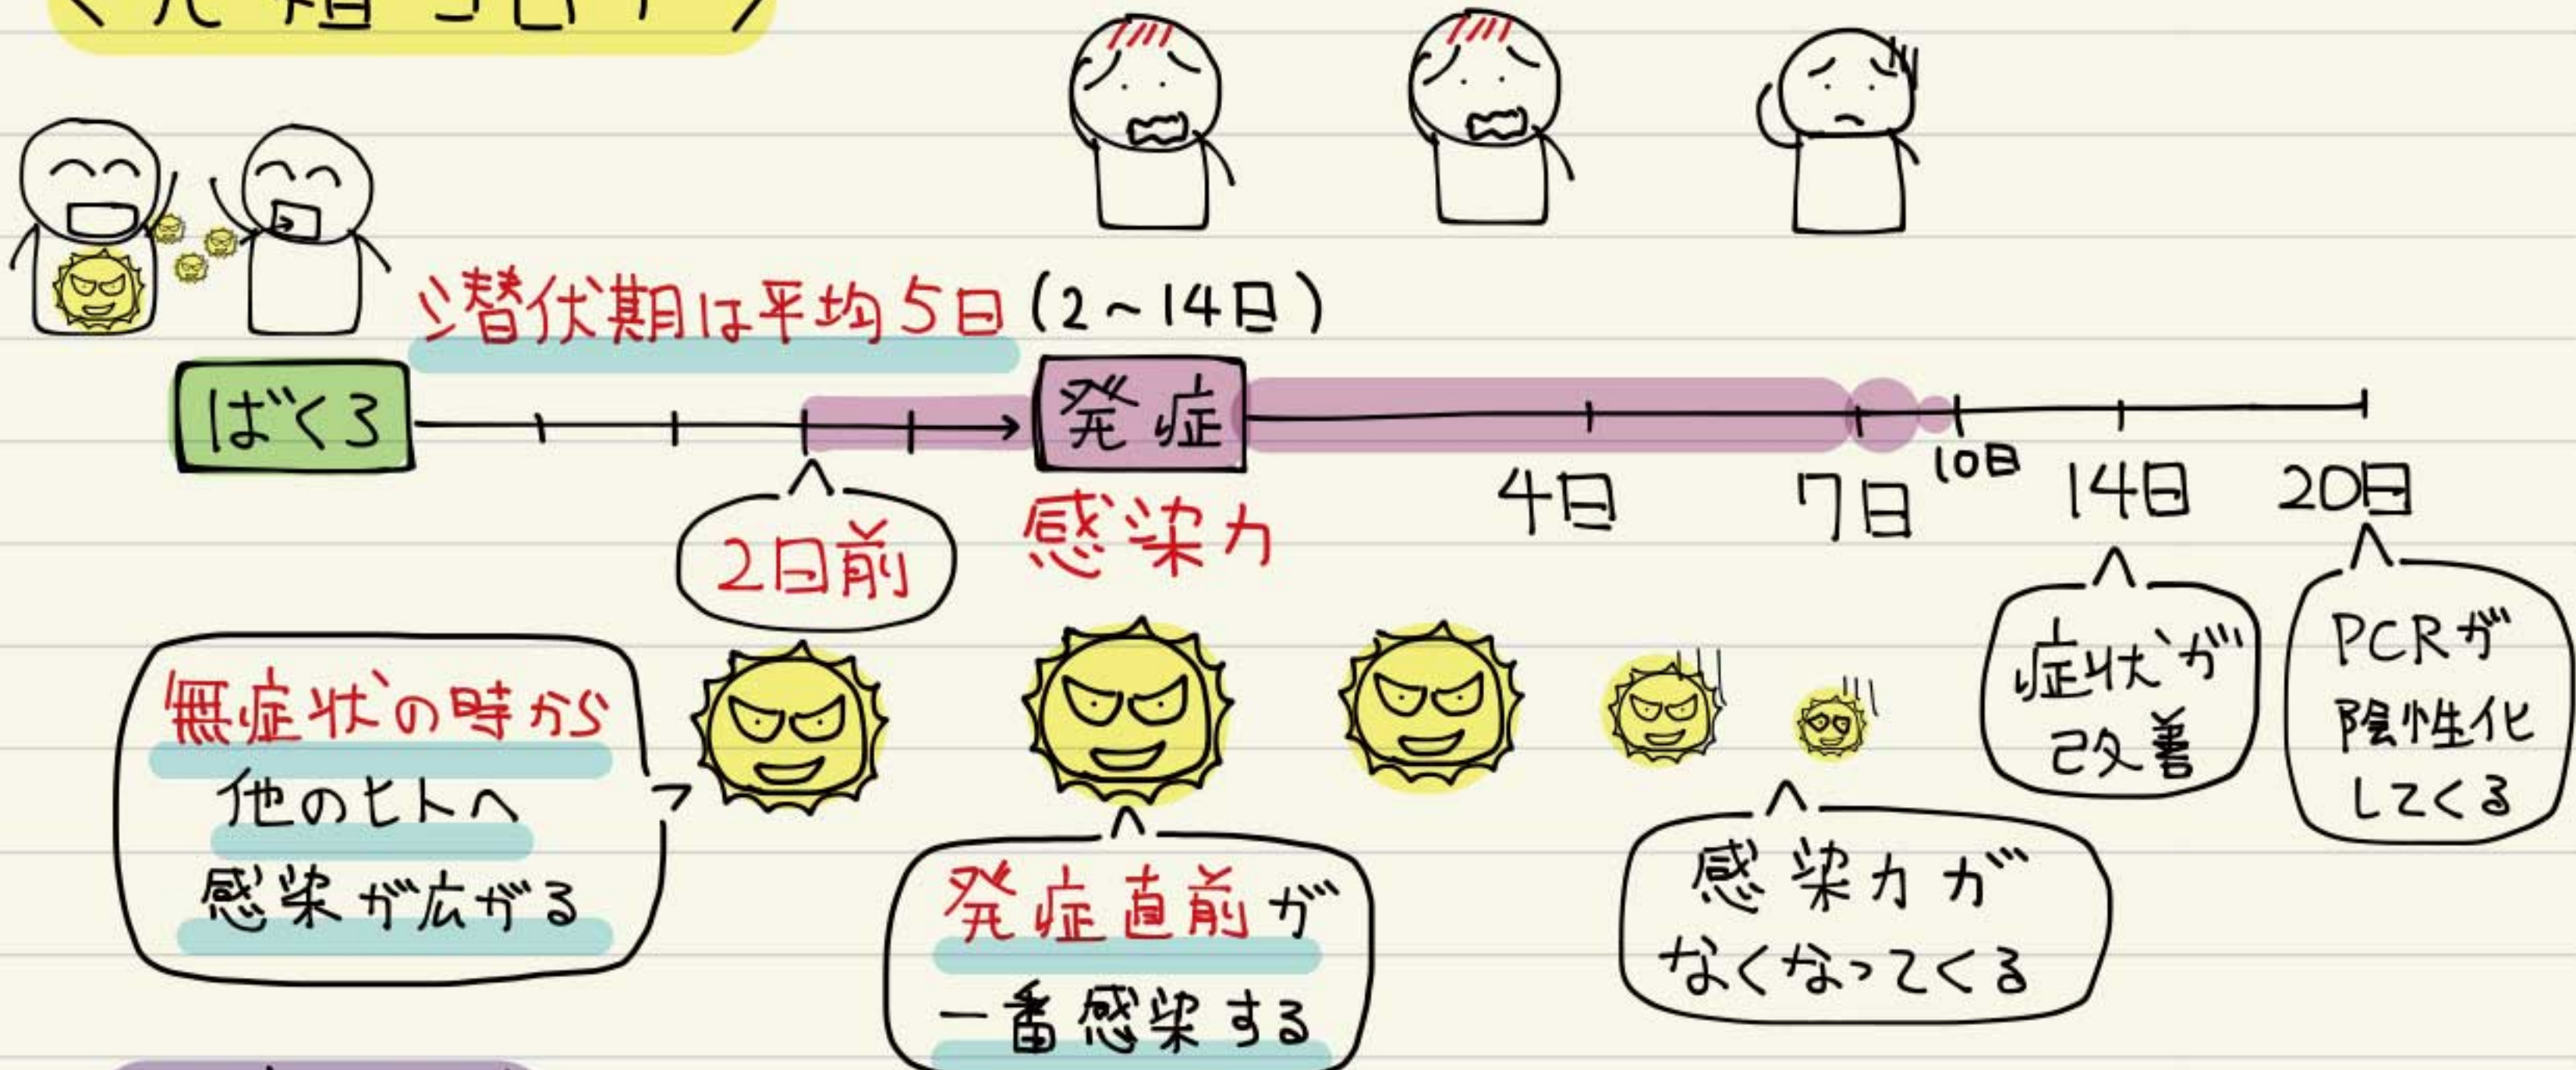 潜伏期は平均5日(2~14日)
ばくろ
発症
4日
7日
10日
14日
20日
2日前
感染力
無症状の時から
他のヒトへ
感染が広がる
発症直前が
一番感染する
感染力が
なくなってくる
症状が
改善
PCRが
陰性化
してくる